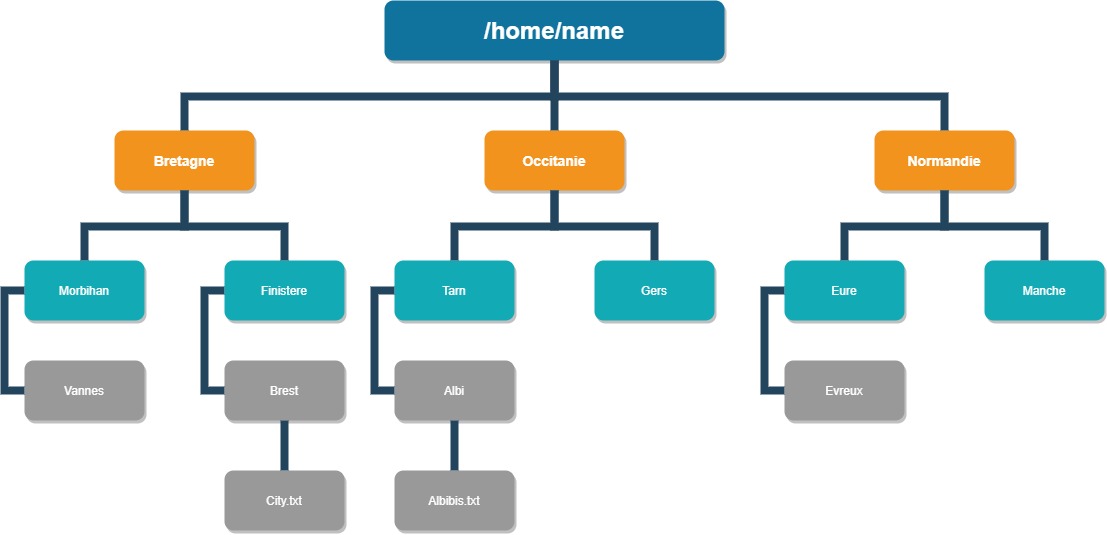 /home/name
Bretagne
Occitanie
Normandie
Morbihan
Finistere
Tarn
Gers
Eure
Manche
Vannes
Brest
Albi
Evreux
City.txt
Albibis.txt